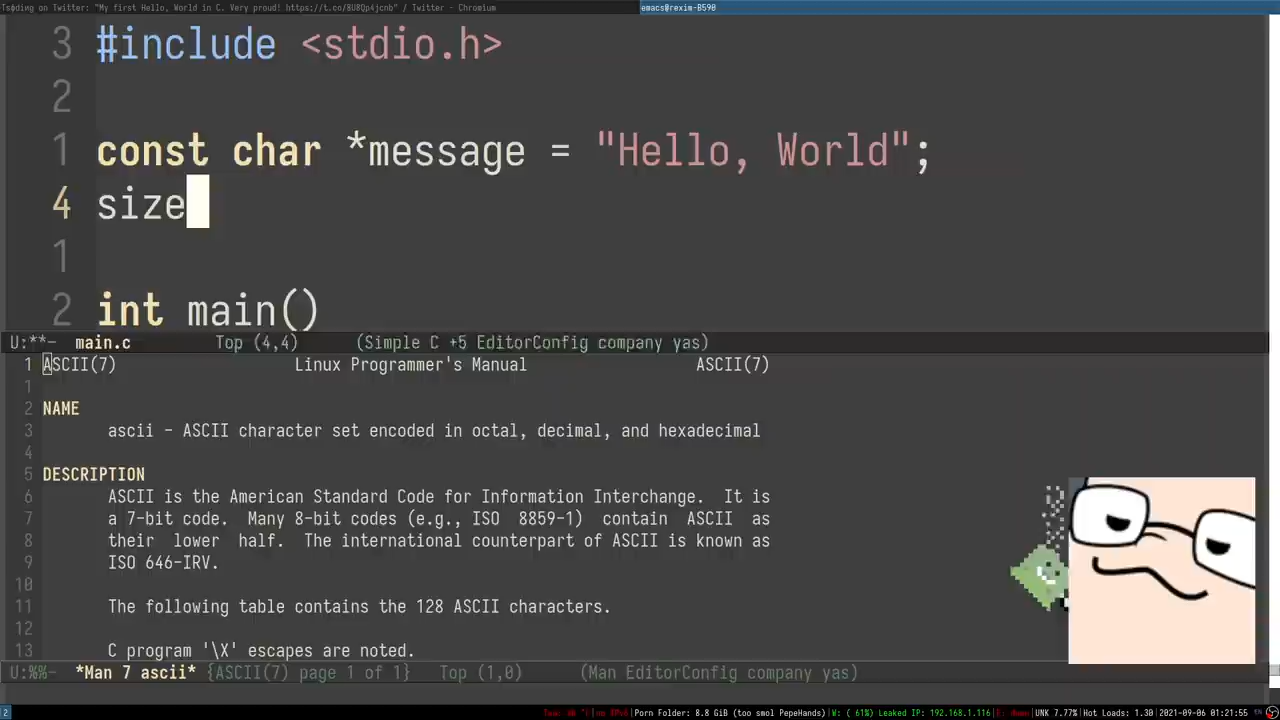 Tsoding on Twitter: "My first Hello, World in C. Very proud! https://t.co/8U8Qp4jcnb" / Twitter - Chromium
emacs@rexim-B590
3 #include <stdio.h>
2
1 const char *message = "Hello, World";
4 size
1
2 int main()
U:**- main.c Top (4,4) (Simple C +5 EditorConfig company yas)
1 ASCII(7) Linux Programmer's Manual ASCII(7)
1
2 NAME
3 ascii - ASCII character set encoded in octal, decimal, and hexadecimal
4
5 DESCRIPTION
6 ASCII is the American Standard Code for Information Interchange. It is
7 a 7-bit code. Many 8-bit codes (e.g., ISO 8859-1) contain ASCII as
8 their lower half. The international counterpart of ASCII is known as
9 ISO 646-IRV.
10
11 The following table contains the 128 ASCII characters.
12
13 C program '\X' escapes are noted.
U:%%- *Man 7 ascii* {ASCII(7) page 1 of 1} Top (1,0) (Man EditorConfig company yas)
2 Porn Folder: 8.8 GiB (too smol PepeHands)|W: ( 61%) Leaked IP: 192.168.1.116|E: down|UNK 7.77%|Hot Loads: 1.30|2021-09-06 01:21:55 EN